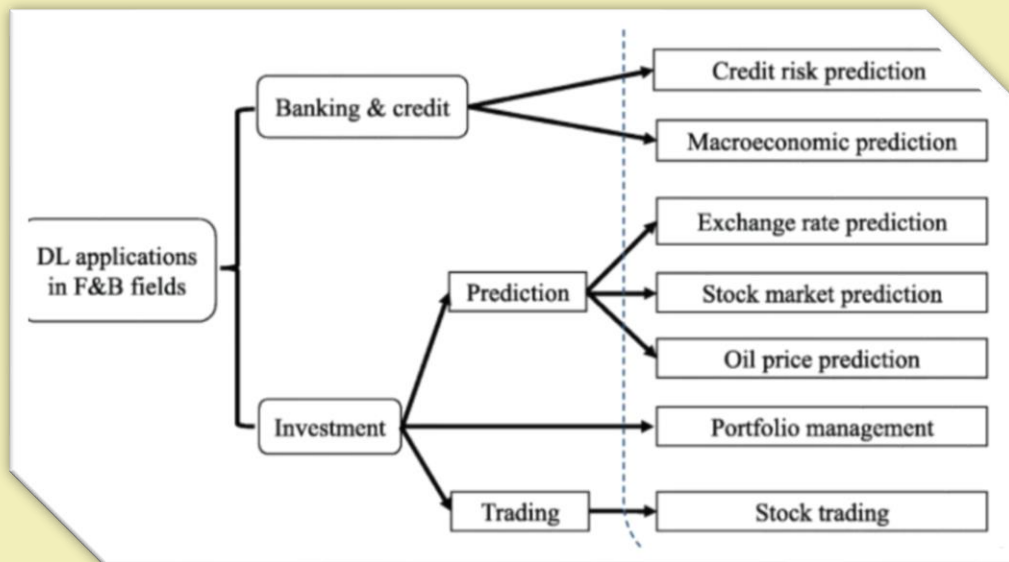 DL applications
in F&B fields
Banking & credit
Investment
Prediction
Trading
Credit risk prediction
Macroeconomic prediction
Exchange rate prediction
Stock market prediction
Oil price prediction
Portfolio management
Stock trading